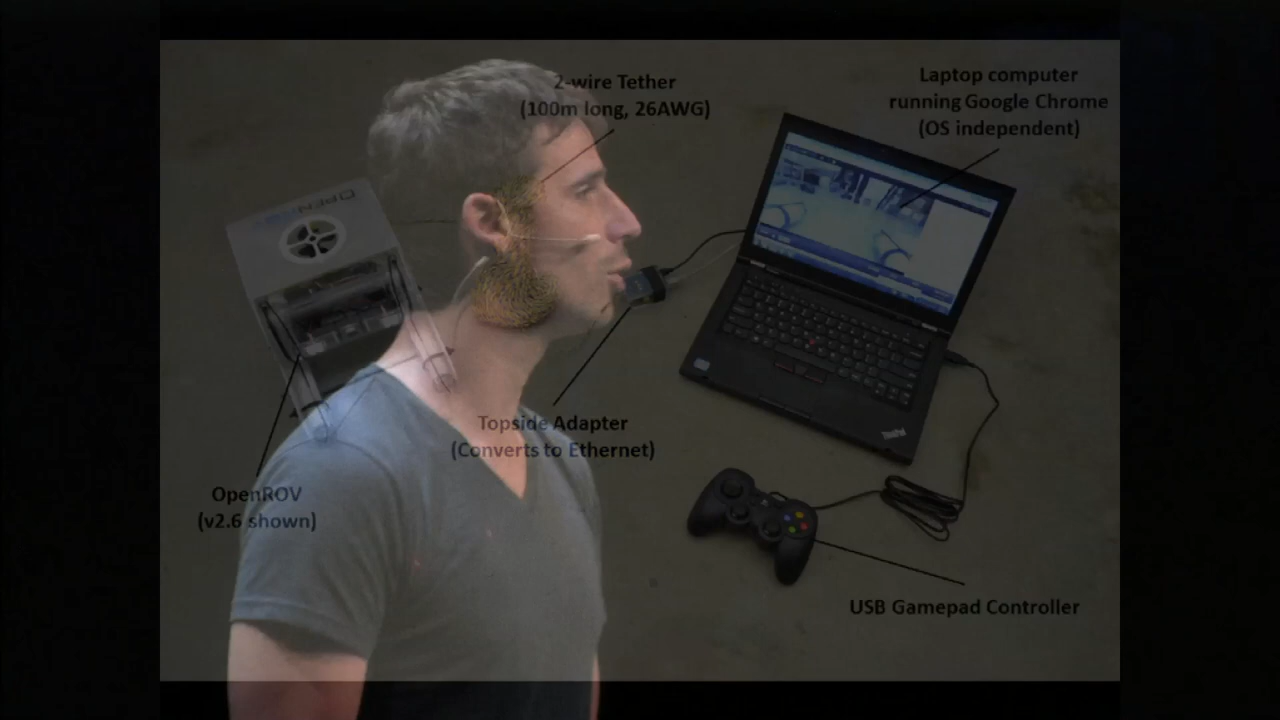 2-wire Tether
(100m long, 26AWG)
Laptop computer
running Google Chrome
(OS independent)
Topside Adapter
(Converts to Ethernet)
OpenROV
(v2.6 shown)
USB Gamepad Controller